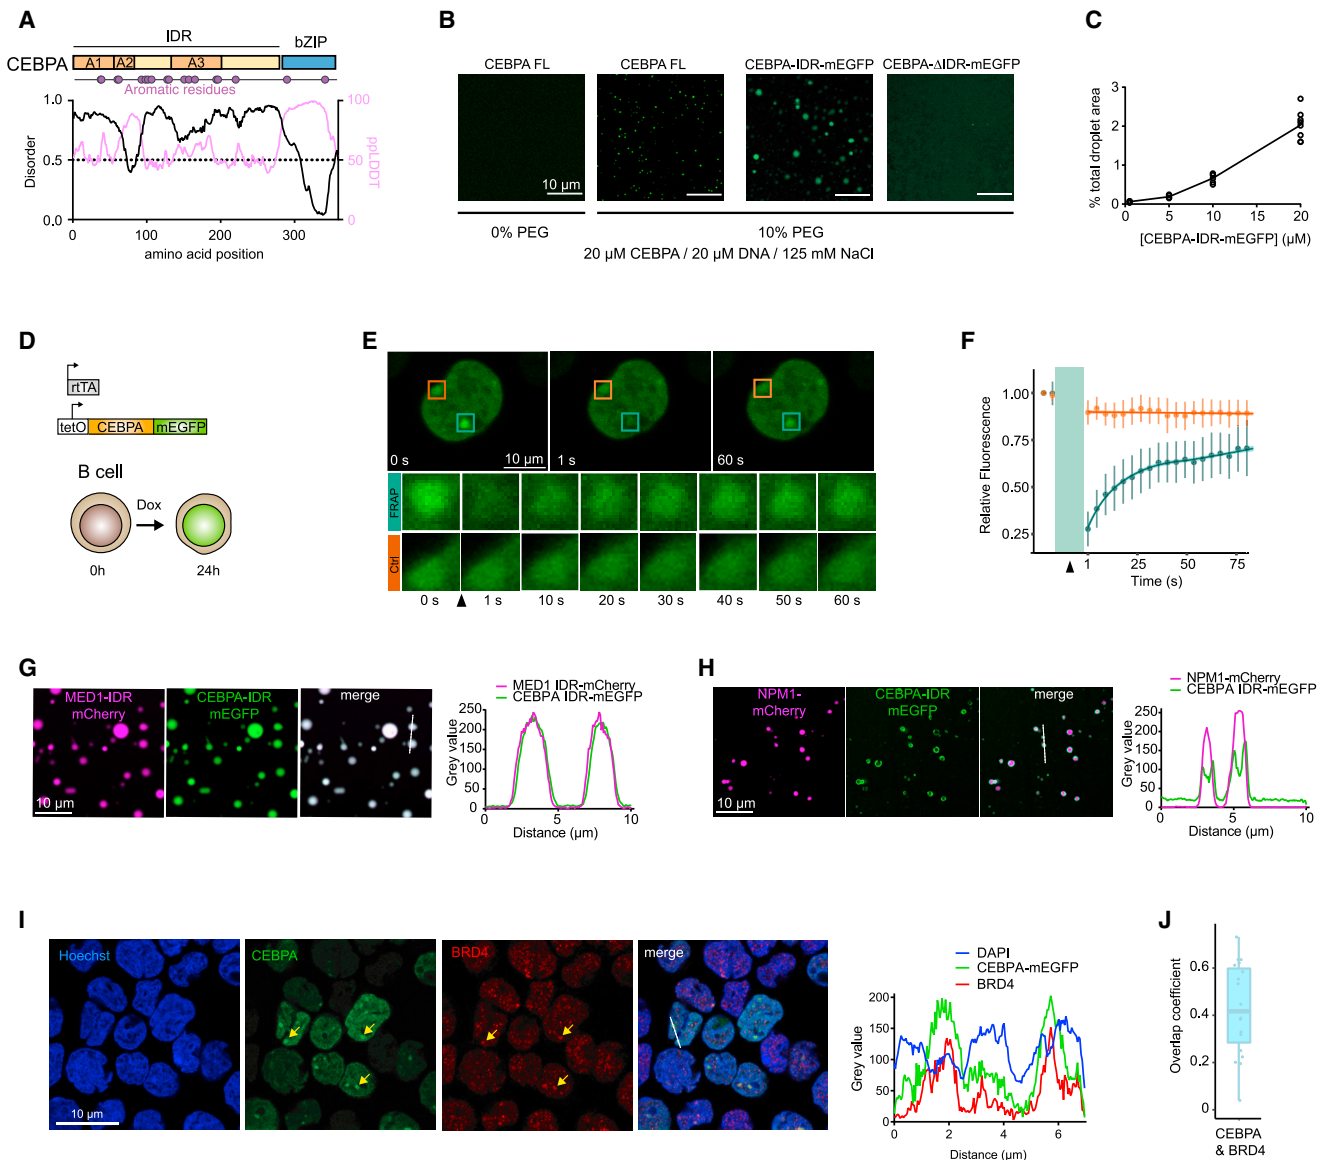 A
IDR
bZIP
CEBPA
A1
A2
A3
Aromatic residues
1.0
0.5
0.0
Disorder
100
50
0
ppLDDT
0
100
200
300
amino acid position
B
CEBPA FL
CEBPA FL
CEBPA-IDR-mEGFP
CEBPA-ΔIDR-mEGFP
10 µm
0% PEG
10% PEG
20 µM CEBPA / 20 µM DNA / 125 mM NaCl
C
% total droplet area
3
2
1
0
0
5
10
20
[CEBPA-IDR-mEGFP] (µM)
D
rtTA
tetO
CEBPA
mEGFP
B cell
Dox
0h
24h
E
0 s
10 µm
1 s
60 s
FRAP
Ctrl
0 s
1 s
10 s
20 s
30 s
40 s
50 s
60 s
F
Relative Fluorescence
1.00
0.75
0.50
0.25
1
25
50
75
Time (s)
G
MED1-IDR
mCherry
CEBPA-IDR
mEGFP
merge
10 µm
MED1 IDR-mCherry
CEBPA IDR-mEGFP
Grey value
250
200
150
100
50
0
0
5
10
Distance (µm)
H
NPM1-
mCherry
CEBPA-IDR
mEGFP
merge
10 µm
NPM1-mCherry
CEBPA IDR-mEGFP
Grey value
250
200
150
100
50
0
0
5
10
Distance (µm)
I
Hoechst
CEBPA
BRD4
merge
10 µm
DAPI
CEBPA-mEGFP
BRD4
Grey value
200
150
100
50
0
0
2
4
6
Distance (µm)
J
Overlap coefficient
0.6
0.4
0.2
0
CEBPA
& BRD4